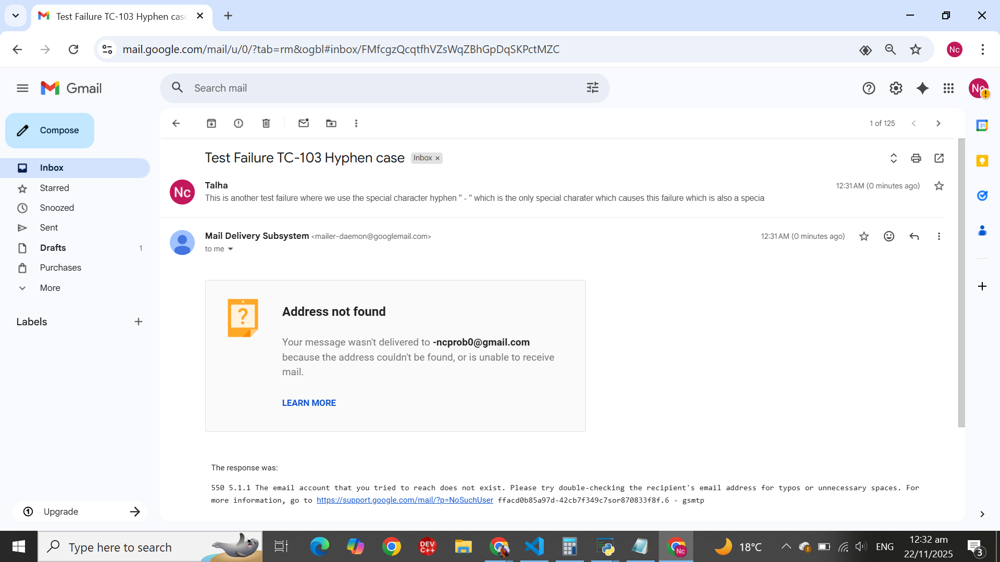 Test Failure TC-103 Hyphen case
mail.google.com/mail/u/0/?tab=rm&ogbl#inbox/FMfcgzQcqtfhVZsWqZBhGpDqSKPctMZC
Nc
Gmail
Search mail
Nc
Compose
1 of 125
31
Inbox
Starred
Snoozed
Sent
Drafts 1
Purchases
More
Labels
Upgrade
Test Failure TC-103 Hyphen case Inbox
Nc
Talha 12:31 AM (0 minutes ago)
This is another test failure where we use the special character hyphen " - " which is the only special charater which causes this failure which is also a specia
Mail Delivery Subsystem <mailer-daemon@googlemail.com> 12:31 AM (0 minutes ago)
to me
Address not found
Your message wasn't delivered to -ncprob0@gmail.com
because the address couldn't be found, or is unable to receive
mail.
LEARN MORE
The response was:
550 5.1.1 The email account that you tried to reach does not exist. Please try double-checking the recipient's email address for typos or unnecessary spaces. For
more information, go to https://support.google.com/mail/?p=NoSuchUser ffacd0b85a97d-42cb7f349c7sor870833f8f.6 - gsmtp
Type here to search
DEV
C++
Nc
18°C
ENG
12:32 am
22/11/2025
3